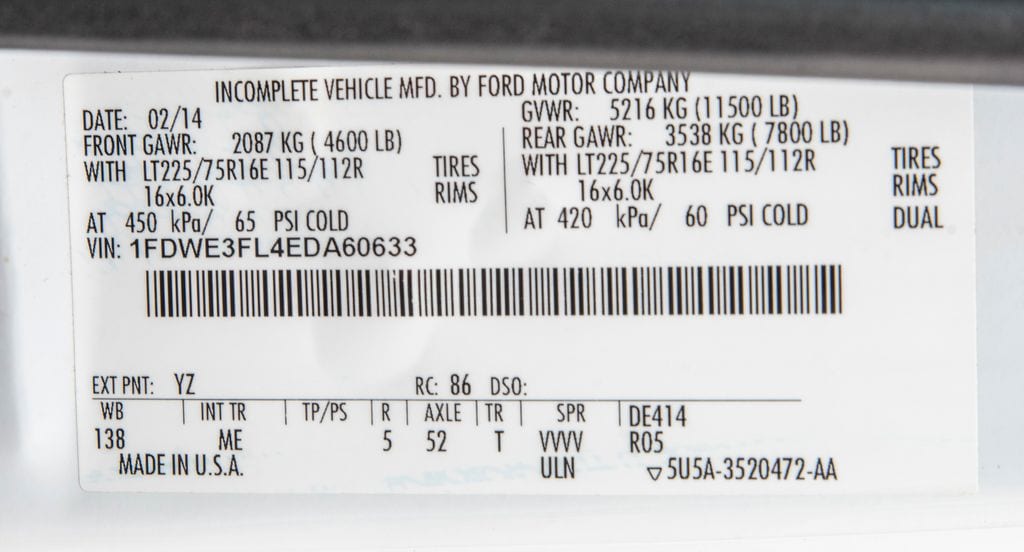 INCOMPLETE VEHICLE MFD. BY FORD MOTOR COMPANY
DATE: 02/14
GVWR: 5216 KG (11500 LB)
FRONT GAWR: 2087 KG ( 4600 LB)
REAR GAWR: 3538 KG ( 7800 LB)
WITH LT225/75R16E 115/112R TIRES
WITH LT225/75R16E 115/112R TIRES
16x6.0K RIMS
16x6.0K RIMS
AT 450 kPa/ 65 PSI COLD
AT 420 kPa/ 60 PSI COLD DUAL
VIN: 1FDWE3FL4EDA60633
EXT PNT: YZ RC: 86 DSO:
WB INT TR TP/PS R AXLE TR SPR DE414
138 ME 5 52 T VVVV R05
MADE IN U.S.A. ULN ▽5U5A-3520472-AA